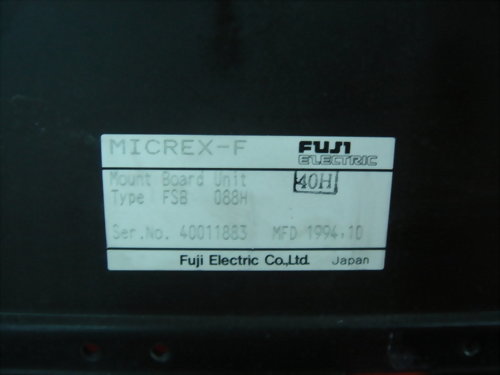 MICREX-F
FUJI
ELECTRIC
Mount Board Unit
40H
Type FSB 088H
Ser.No. 40011883 MFD 1994.10
Fuji Electric Co.,Ltd. Japan